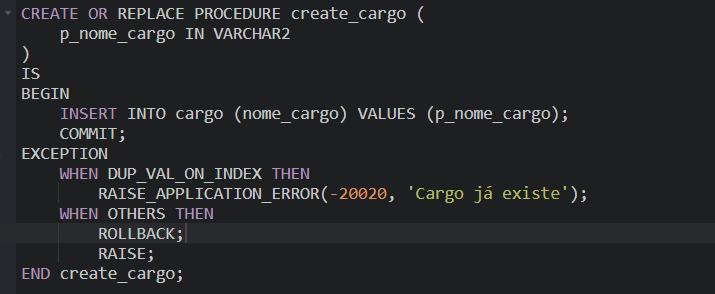 CREATE OR REPLACE PROCEDURE create_cargo (
    p_nome_cargo IN VARCHAR2
)
IS
BEGIN
    INSERT INTO cargo (nome_cargo) VALUES (p_nome_cargo);
    COMMIT;
EXCEPTION
    WHEN DUP_VAL_ON_INDEX THEN
        RAISE_APPLICATION_ERROR(-20020, 'Cargo já existe');
    WHEN OTHERS THEN
        ROLLBACK;
        RAISE;
END create_cargo;